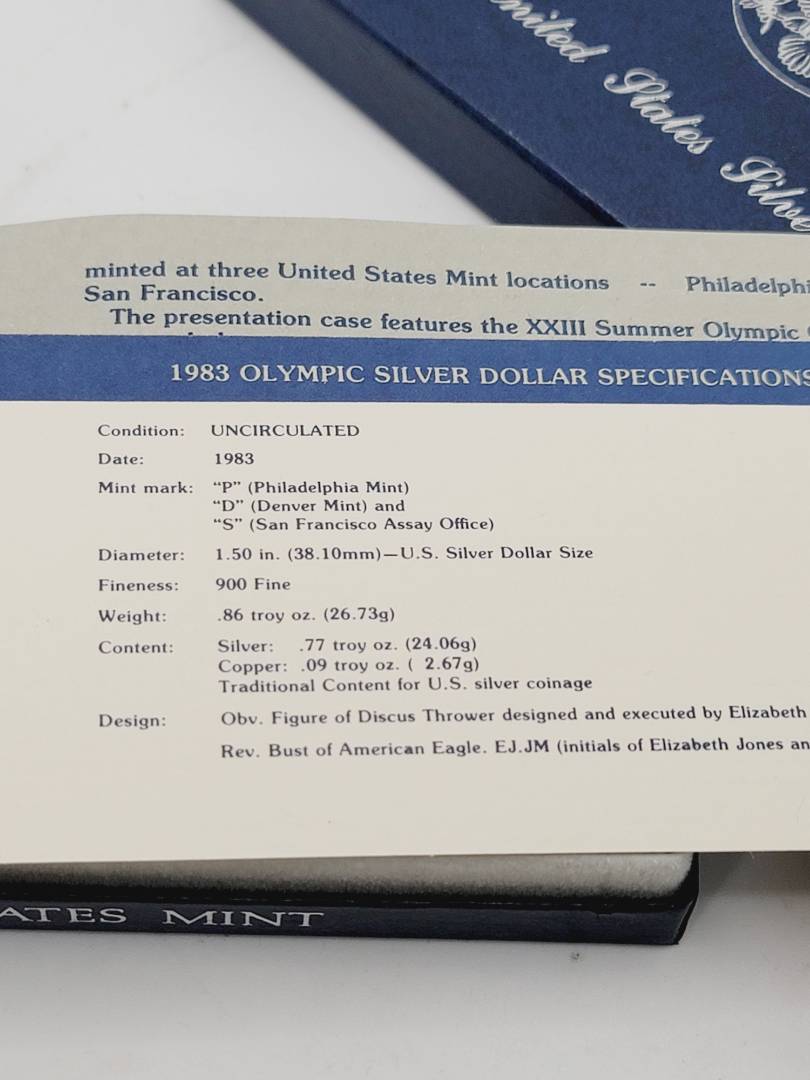 United States Silve
minted at three United States Mint locations -- Philadelphi
San Francisco.
The presentation case features the XXIII Summer Olympic
1983 OLYMPIC SILVER DOLLAR SPECIFICATIONS
Condition: UNCIRCULATED
Date: 1983
Mint mark: “P” (Philadelphia Mint)
“D” (Denver Mint) and
“S” (San Francisco Assay Office)
Diameter: 1.50 in. (38.10mm)—U.S. Silver Dollar Size
Fineness: 900 Fine
Weight: .86 troy oz. (26.73g)
Content: Silver: .77 troy oz. (24.06g)
Copper: .09 troy oz. ( 2.67g)
Traditional Content for U.S. silver coinage
Design: Obv. Figure of Discus Thrower designed and executed by Elizabeth
Rev. Bust of American Eagle. EJ.JM (initials of Elizabeth Jones an
ATES MINT